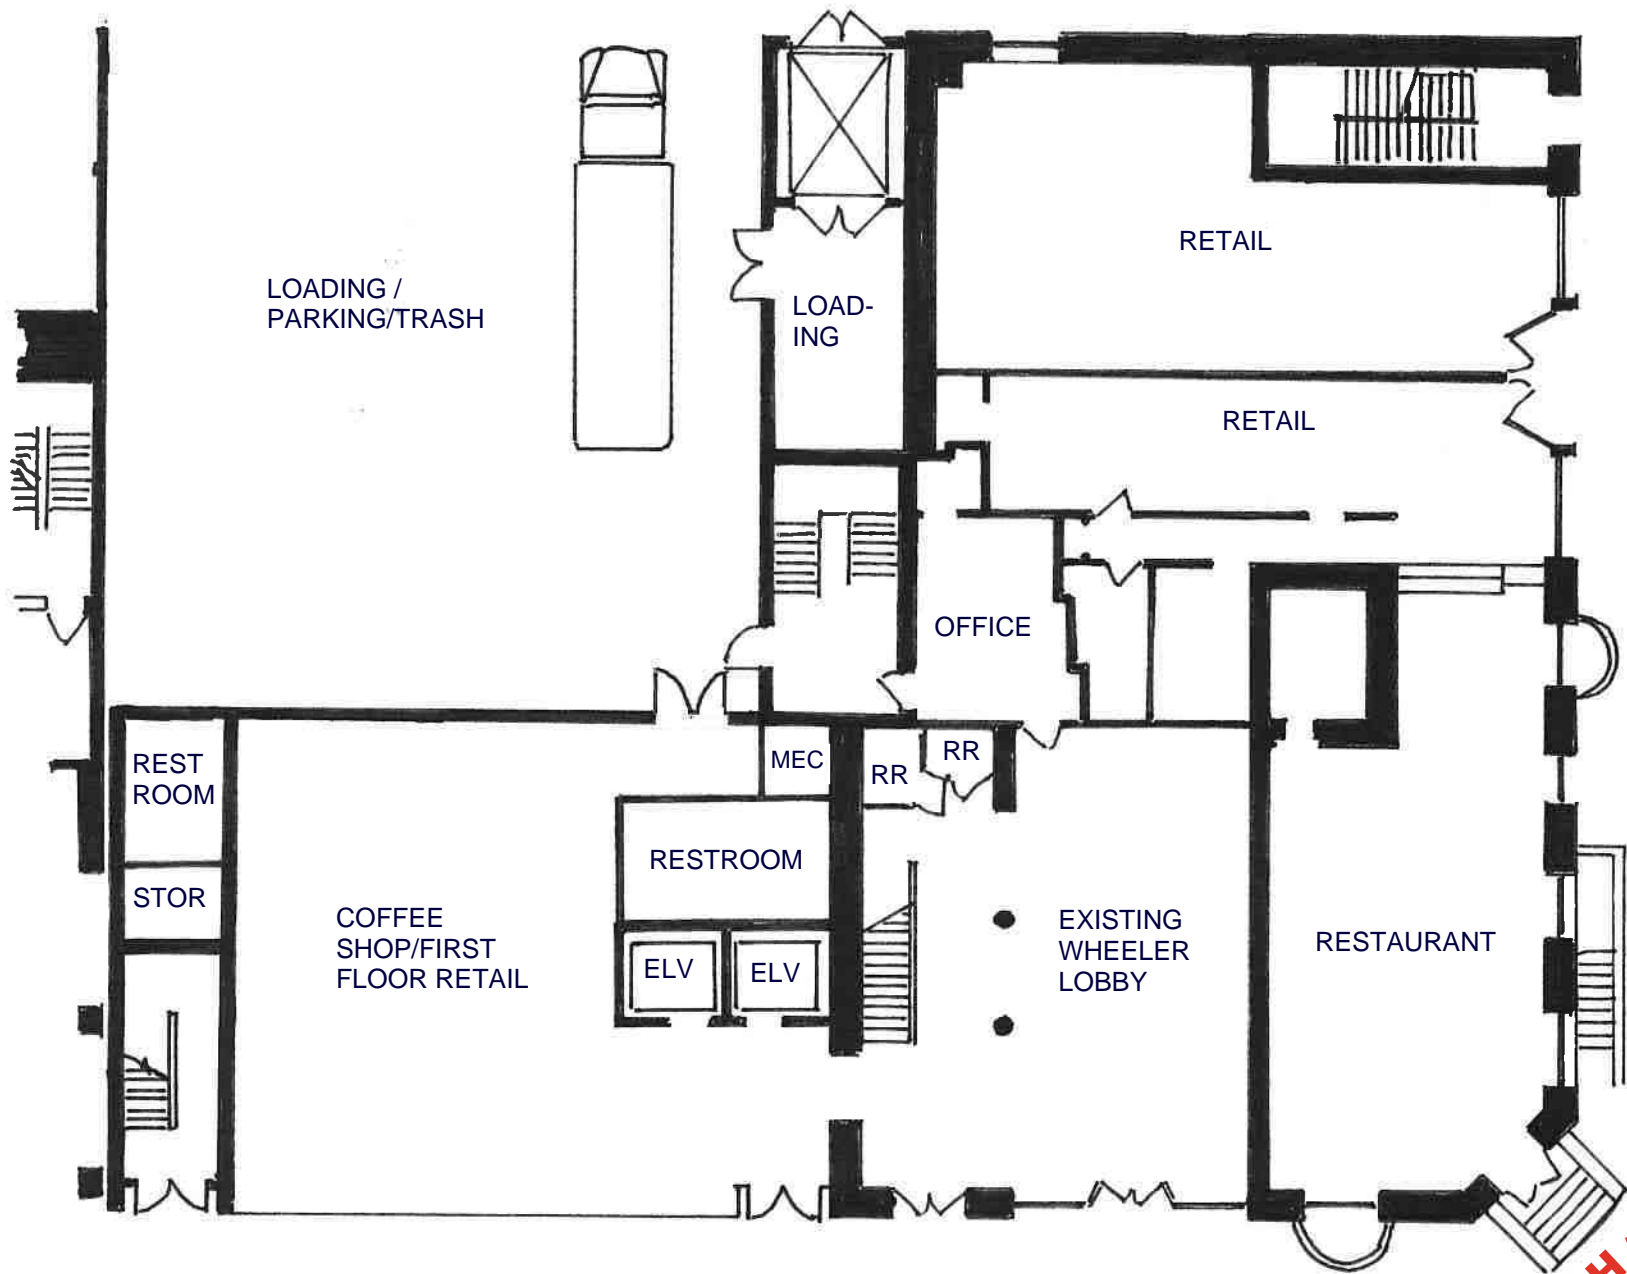 RETAIL
LOADING /
PARKING/TRASH
LOAD-
ING
RETAIL
OFFICE
REST
ROOM
MEC
RR
RR
RESTROOM
STOR
COFFEE
SHOP/FIRST
FLOOR RETAIL
ELV
ELV
EXISTING
WHEELER
LOBBY
RESTAURANT